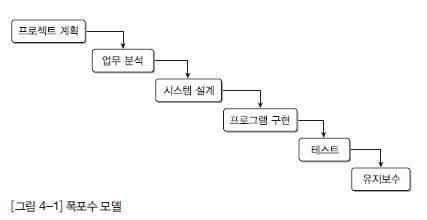 프로젝트 계획
업무 분석
시스템 설계
프로그램 구현
테스트
유지보수
[그림 4-1] 폭포수 모델